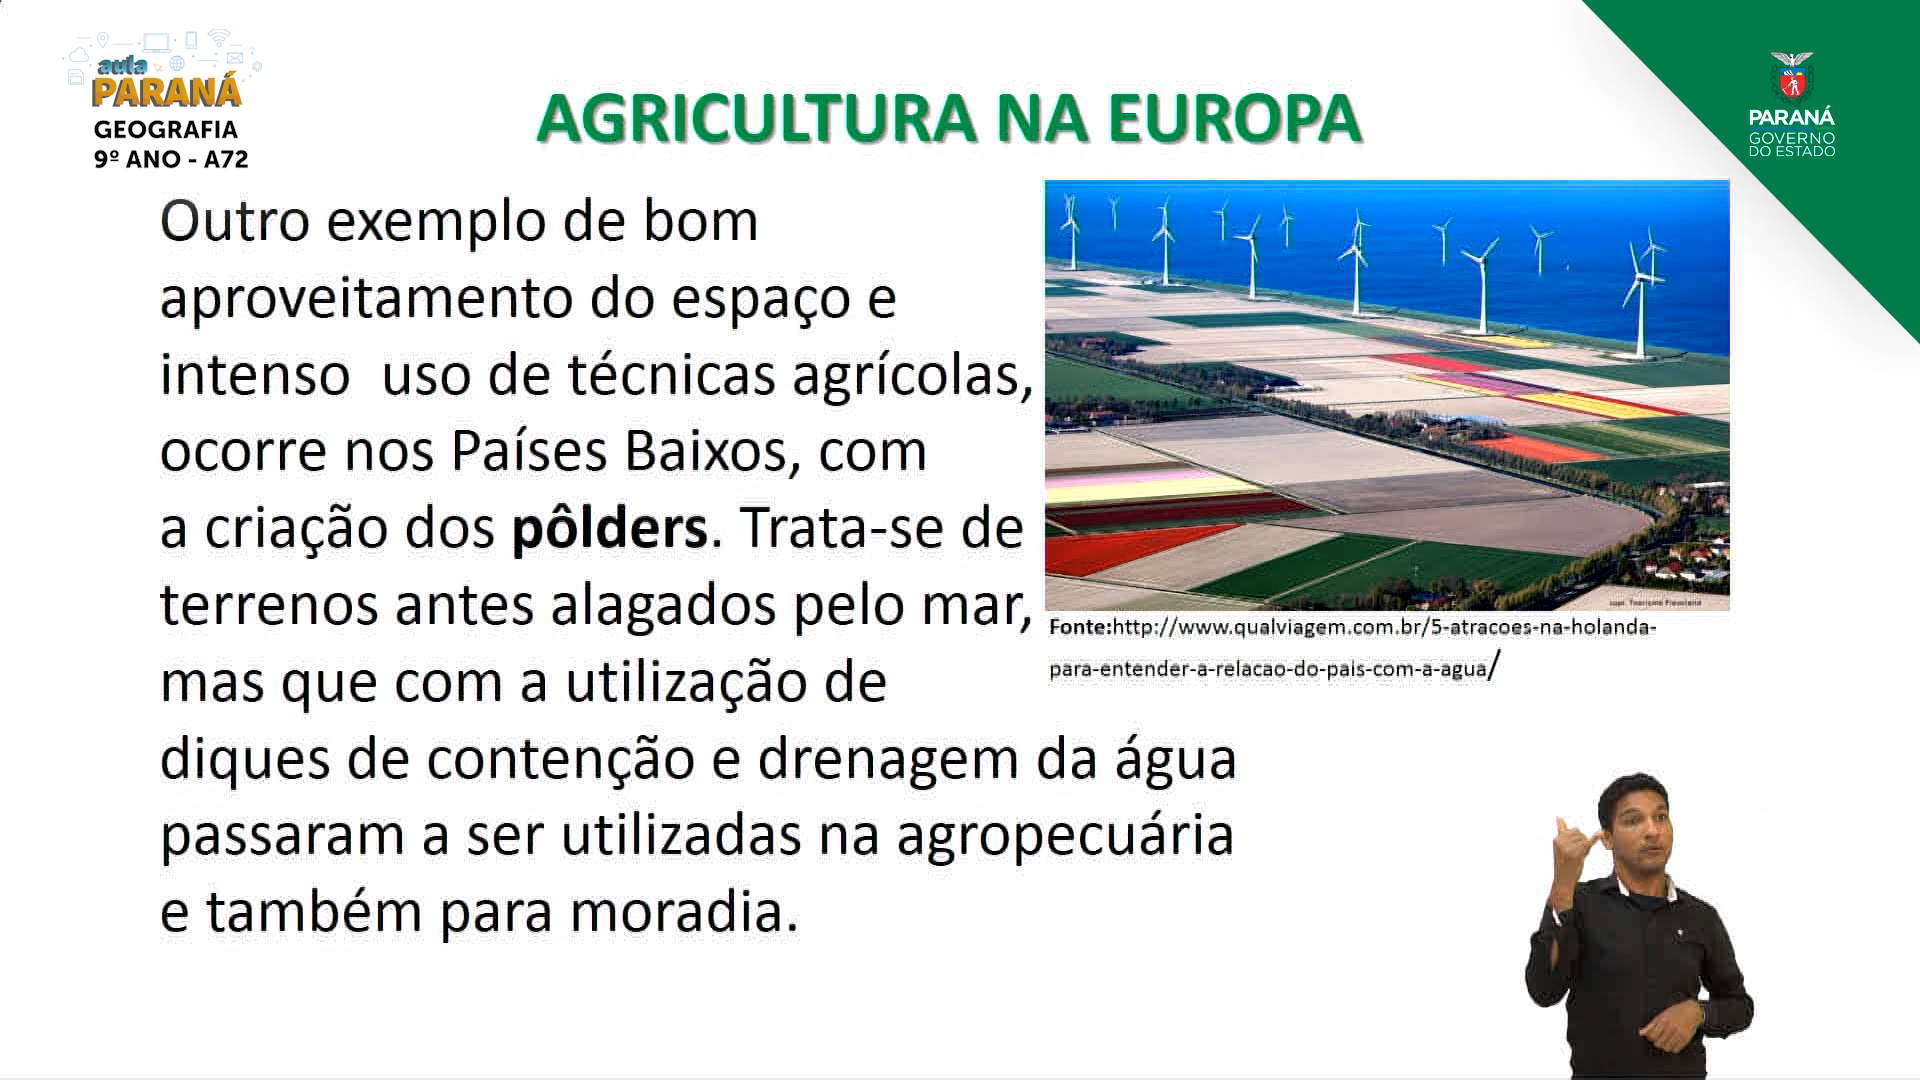 aula
PARANÁ
GEOGRAFIA
9º ANO - A72
AGRICULTURA NA EUROPA
PARANÁ
GOVERNO
DO ESTADO
Outro exemplo de bom
aproveitamento do espaço e
intenso  uso de técnicas agrícolas,
ocorre nos Países Baixos, com
a criação dos pôlders. Trata-se de
terrenos antes alagados pelo mar,
mas que com a utilização de
diques de contenção e drenagem da água
passaram a ser utilizadas na agropecuária
e também para moradia.
Fonte:http://www.qualviagem.com.br/5-atracoes-na-holanda-
para-entender-a-relacao-do-pais-com-a-agua/